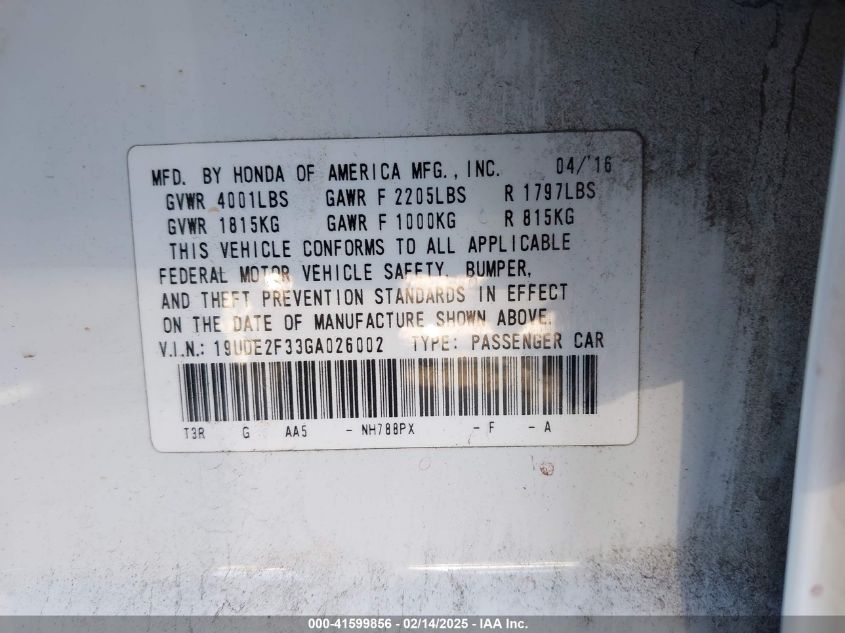 MFD. BY HONDA OF AMERICA MFG., INC. 04/'16
GVWR 4001LBS GAWR F 2205LBS R 1797LBS
GVWR 1815KG GAWR F 1000KG R 815KG
THIS VEHICLE CONFORMS TO ALL APPLICABLE
FEDERAL MOTOR VEHICLE SAFETY, BUMPER,
AND THEFT PREVENTION STANDARDS IN EFFECT
ON THE DATE OF MANUFACTURE SHOWN ABOVE.
V.I.N.: 19UDE2F33GA026002 TYPE: PASSENGER CAR
T3R G AA5 - NH788PX - F - A
000-41599856 - 02/14/2025 - IAA Inc.